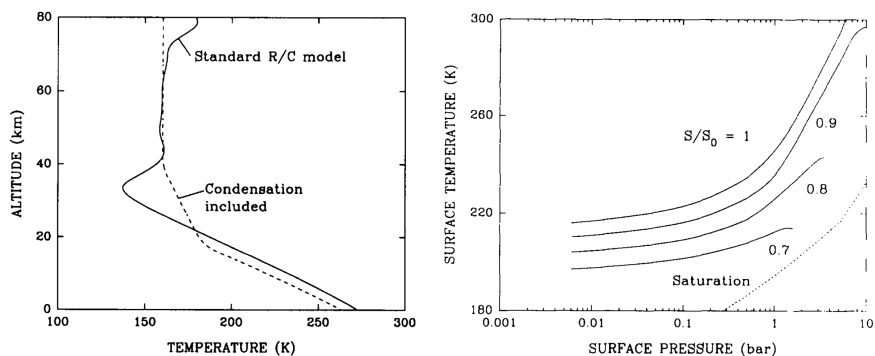 80
60
40
20
0
ALTITUDE (km)
Standard R/C model
Condensation
included
100
150
200
250
300
TEMPERATURE (K)
300
260
220
180
SURFACE TEMPERATURE (K)
S/S₀ = 1
0.9
0.8
0.7
Saturation
0.001
0.01
0.1
1
10
SURFACE PRESSURE (bar)